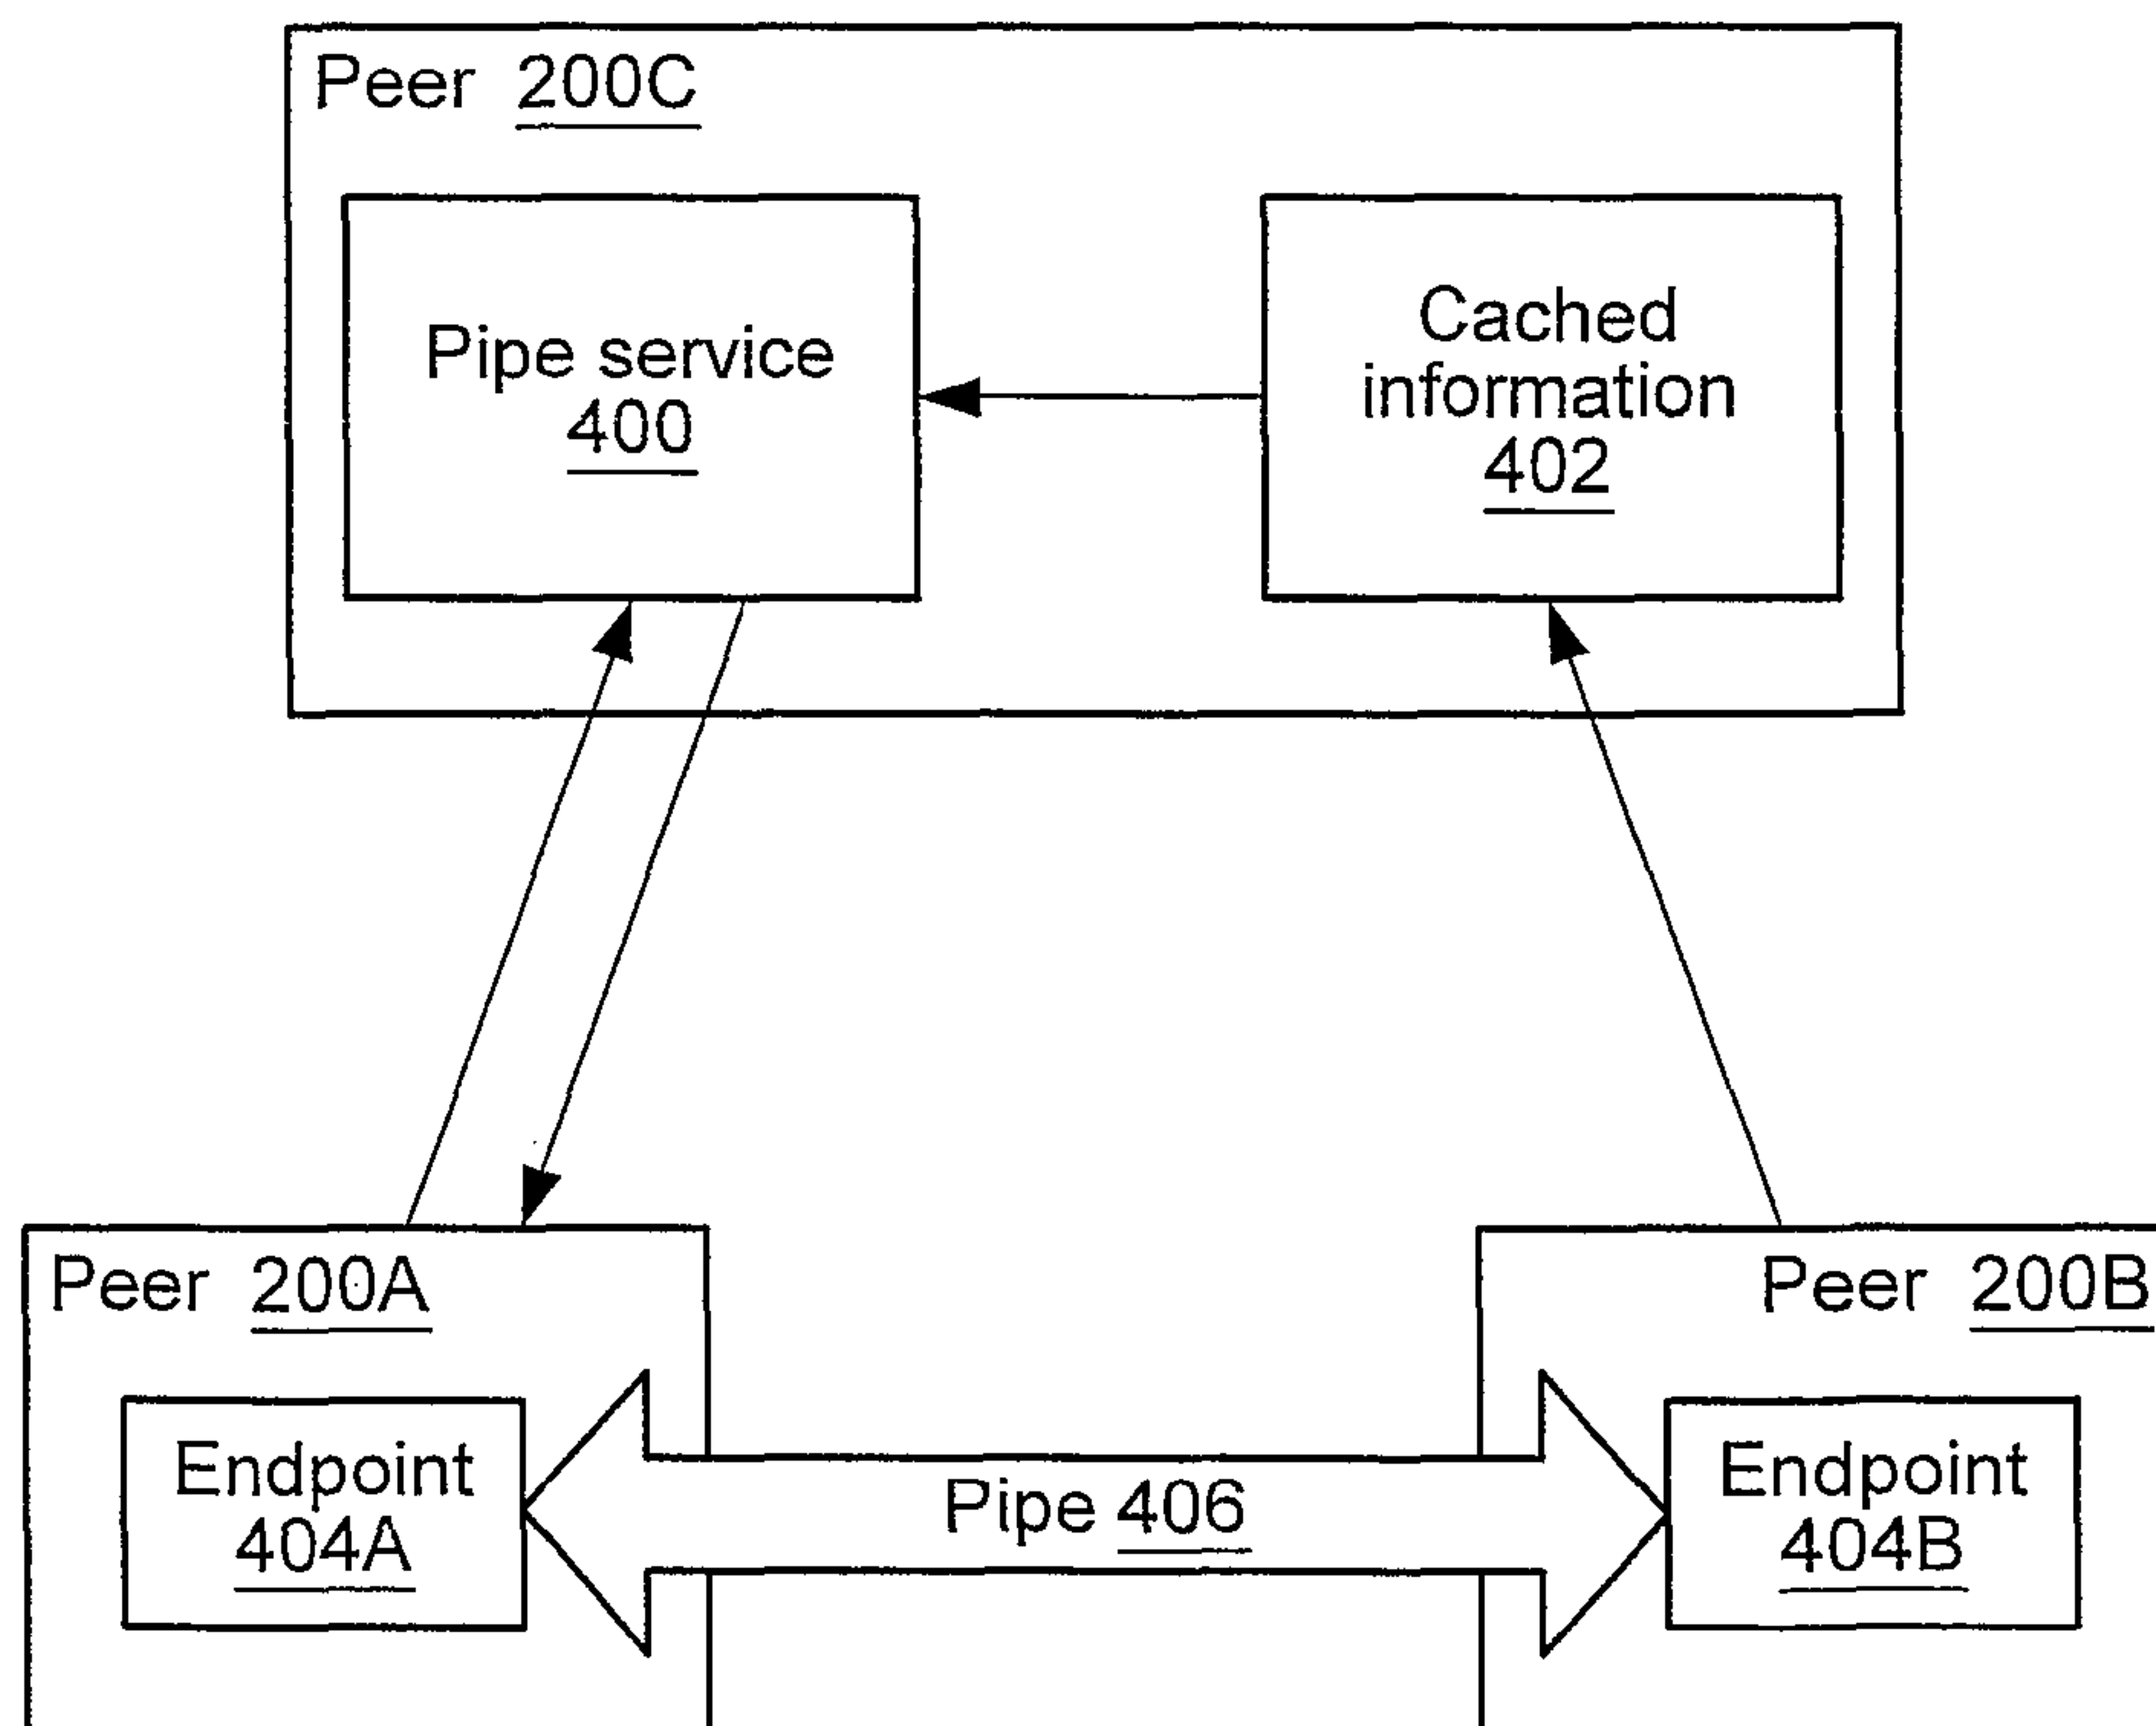 Peer 200C
Pipe service
400
Cached
information
402
Peer 200A
Peer 200B
Endpoint
404A
Pipe 406
Endpoint
404B